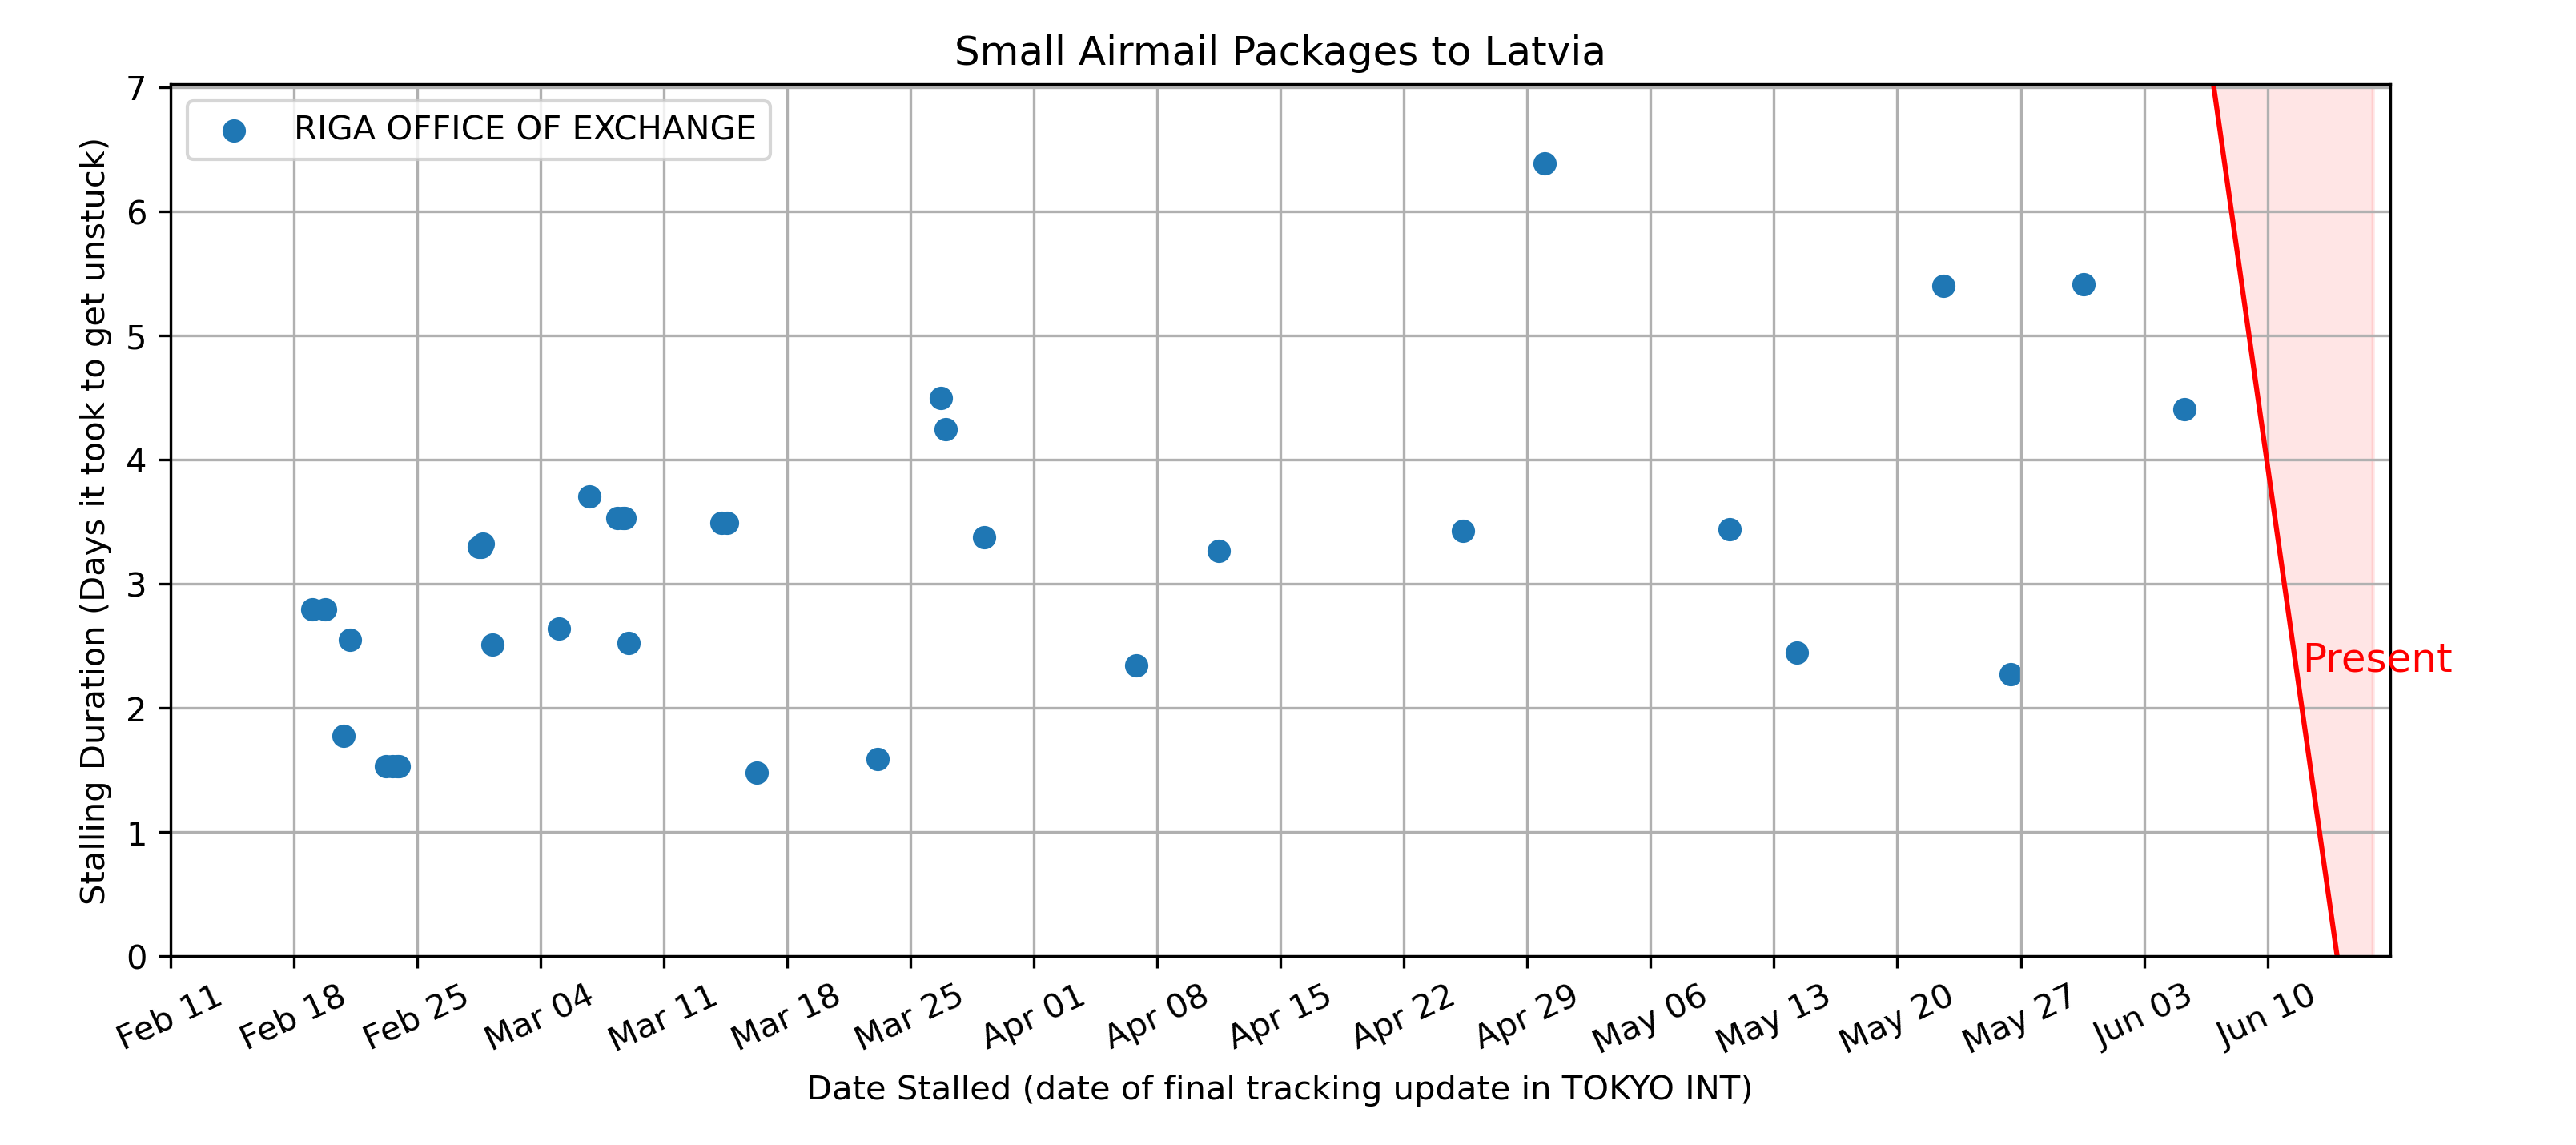 Small Airmail Packages to Latvia
RIGA OFFICE OF EXCHANGE
Stalling Duration (Days it took to get unstuck)
7
6
5
4
3
2
1
0
Present
Feb 11
Feb 18
Feb 25
Mar 04
Mar 11
Mar 18
Mar 25
Apr 01
Apr 08
Apr 15
Apr 22
Apr 29
May 06
May 13
May 20
May 27
Jun 03
Jun 10
Date Stalled (date of final tracking update in TOKYO INT)